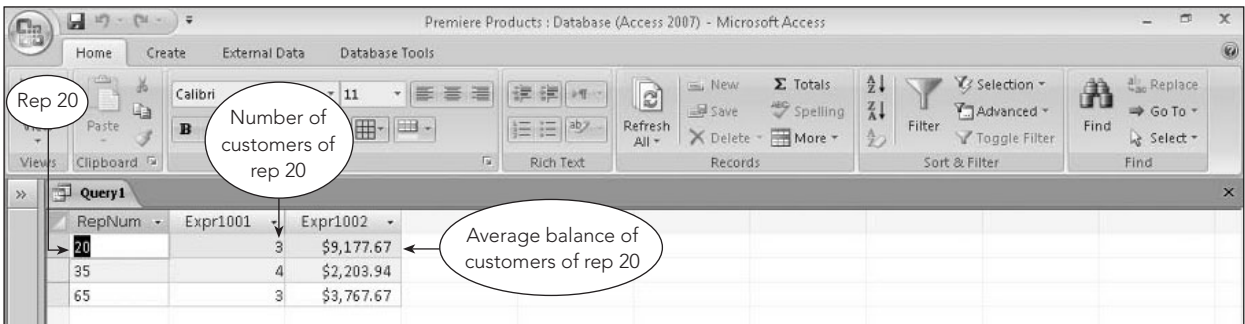 Premiere Products : Database (Access 2007) - Microsoft Access
Home Create External Data Database Tools
Rep 20
Paste
Calibri 11
B
Number of
customers of
rep 20
Refresh
All
New
Save
Delete
Σ Totals
Spelling
More
Filter
Selection
Advanced
Toggle Filter
Find
Replace
Go To
Select
Views Clipboard Rich Text Records Sort & Filter Find
Query1
RepNum Expr1001 Expr1002
20 3 $9,177.67
35 4 $2,203.94
65 3 $3,767.67
Average balance of
customers of rep 20